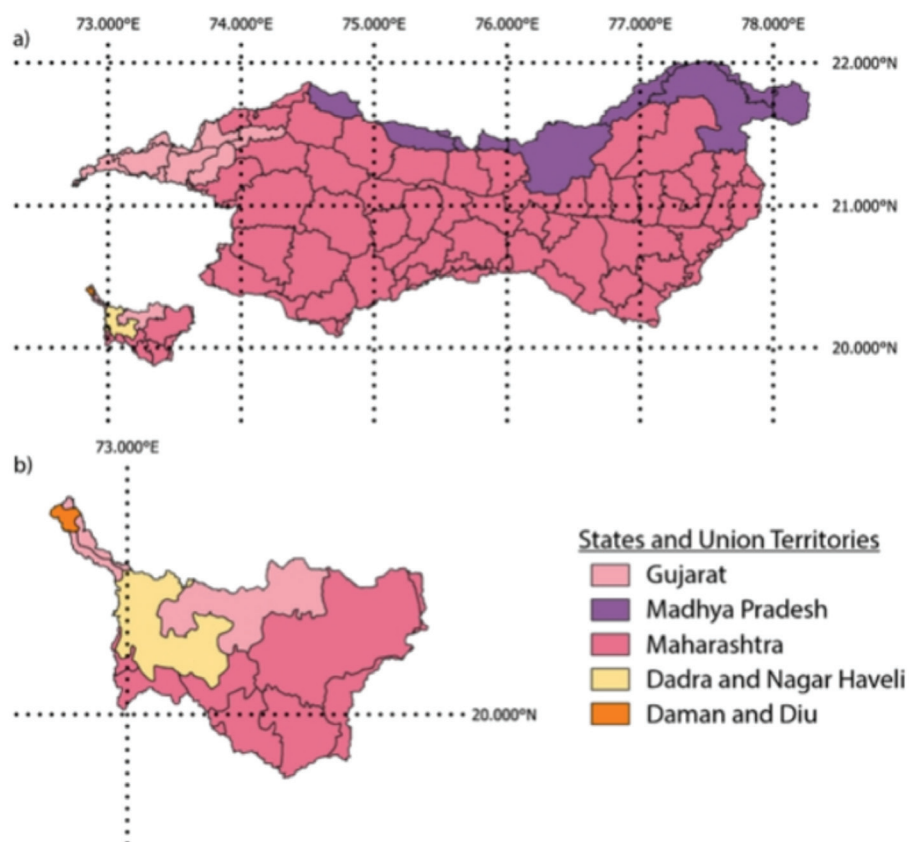 73.000°E 74.000°E 75.000°E 76.000°E 77.000°E 78.000°E
a)
22.000°N
21.000°N
20.000°N
73.000°E
b)
States and Union Territories
Gujarat
Madhya Pradesh
Maharashtra
Dadra and Nagar Haveli
Daman and Diu
20.000°N